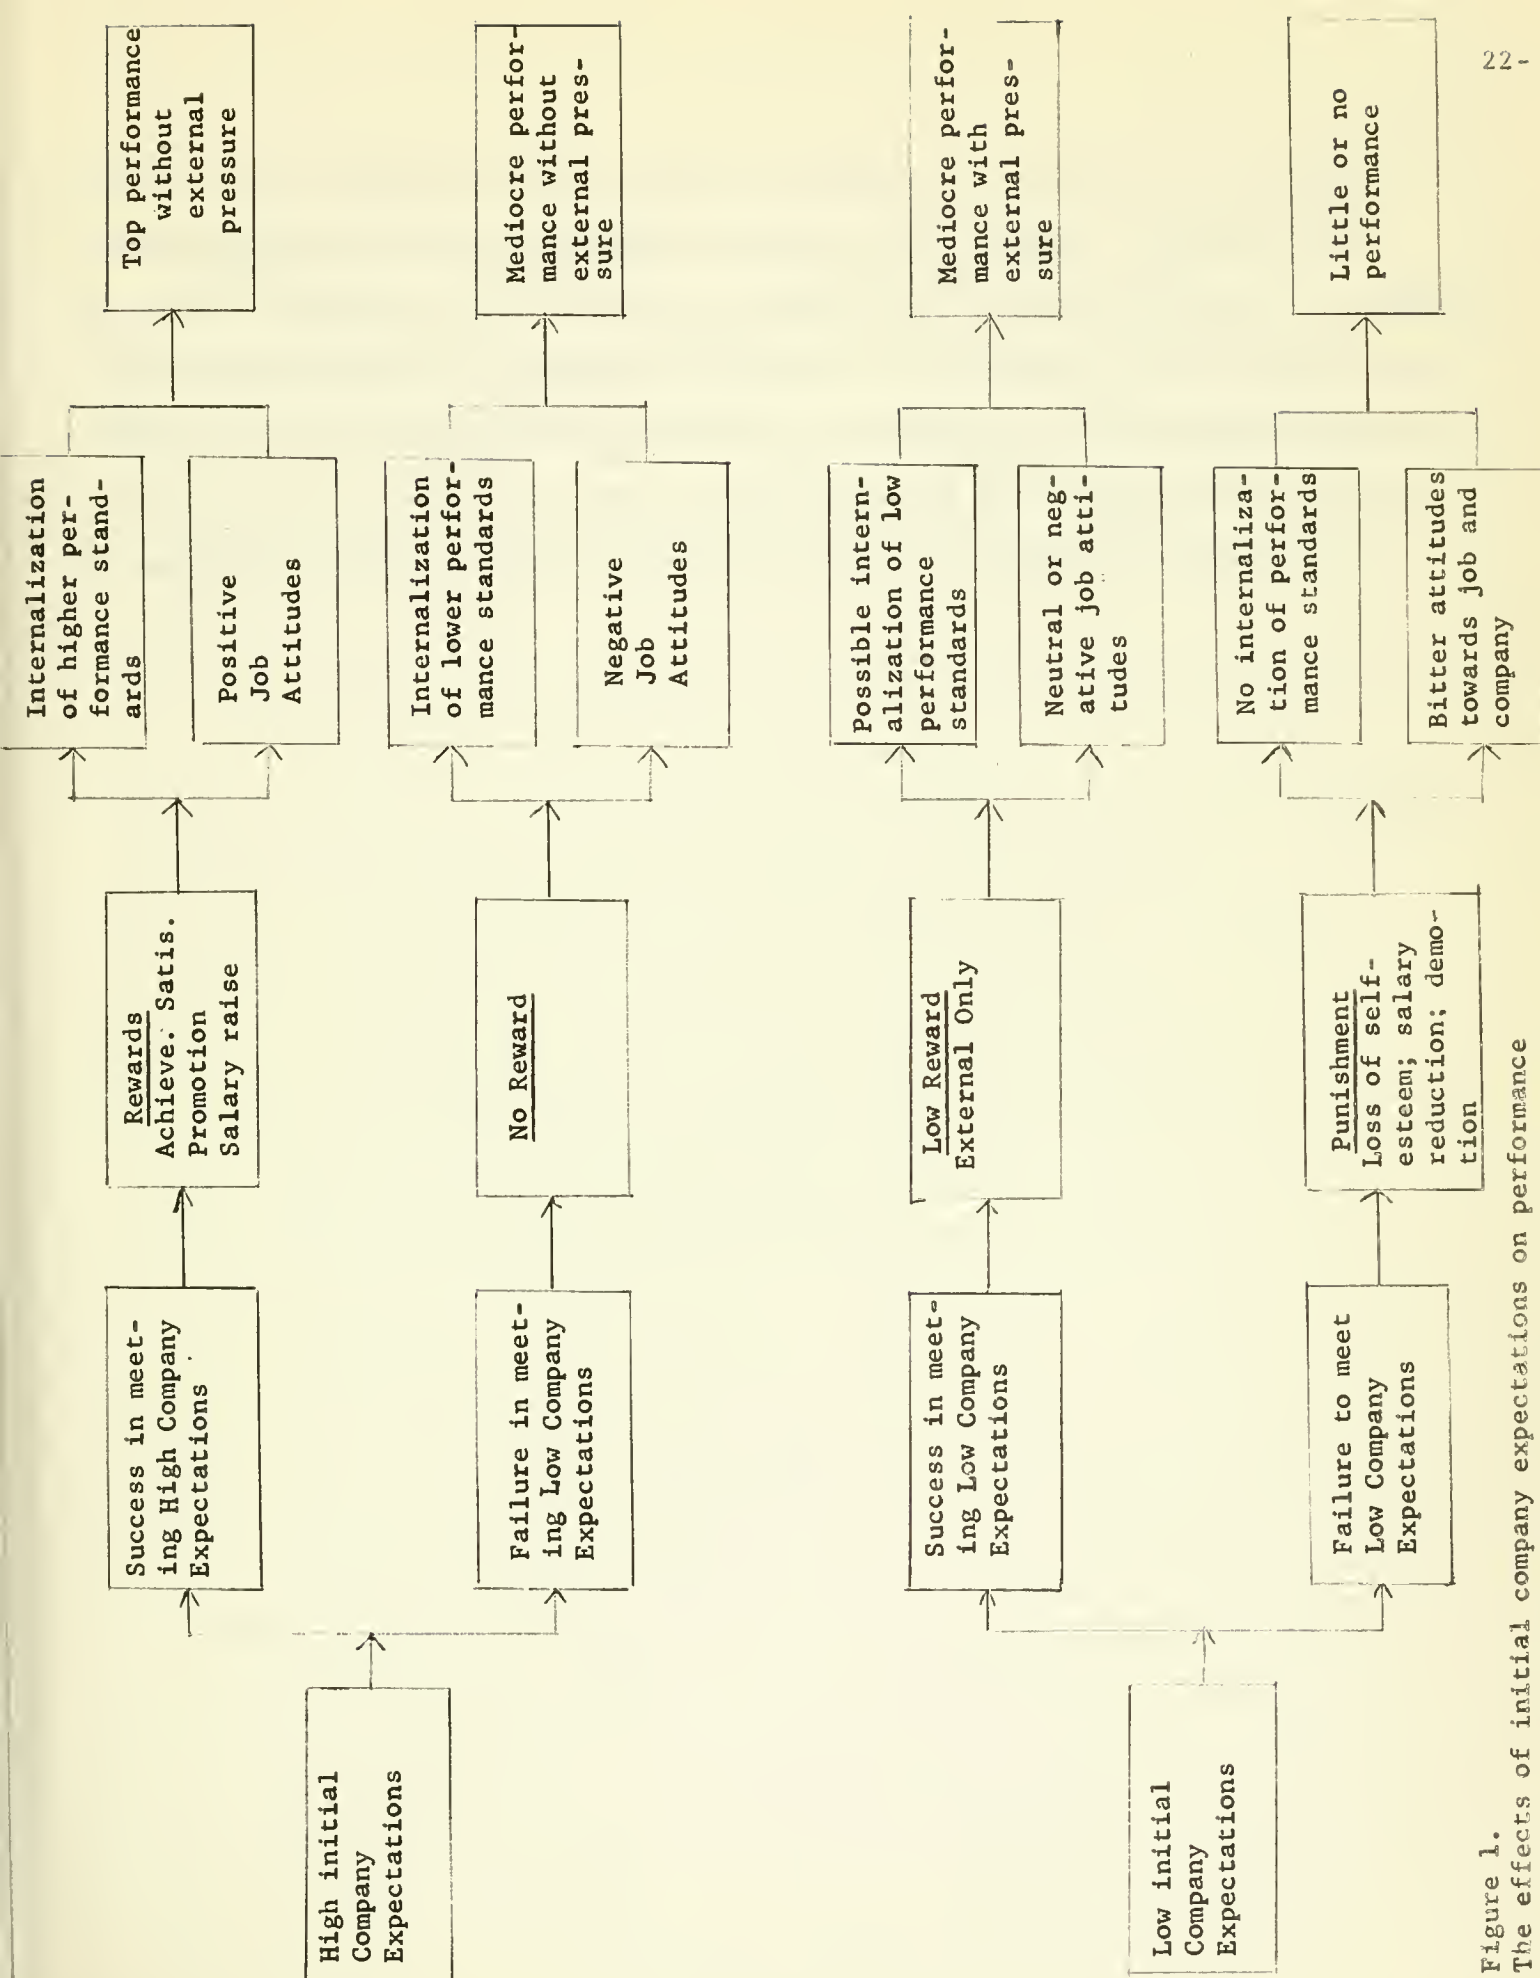 22-
High initial
Company
Expectations
Success in meet-
ing High Company
Expectations
Rewards
Achieve. Satis.
Promotion
Salary raise
Internalization
of higher per-
formance stand-
ards
Positive
Job
Attitudes
Top performance
without
external
pressure
Failure in meet-
ing Low Company
Expectations
No Reward
Internalization
of lower perfor-
mance standards
Negative
Job
Attitudes
Mediocre perfor-
mance without
external pres-
sure
Low initial
Company
Expectations
Success in meet-
ing Low Company
Expectations
Low Reward
External Only
Possible intern-
alization of low
performance
standards
Neutral or neg-
ative job atti-
tudes
Mediocre perfor-
mance with
external pres-
sure
Failure to meet
Low Company
Expectations
Punishment
Loss of self-
esteem; salary
reduction; demo-
tion
No internaliza-
tion of perfor-
mance standards
Bitter attitudes
towards job and
company
Little or no
performance
Figure 1.
The effects of initial company expectations on performance